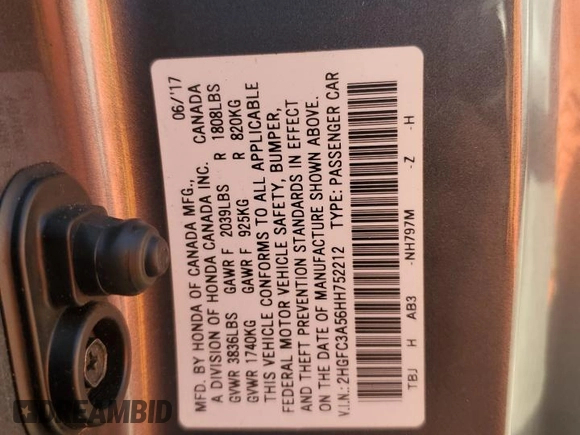 MFD. BY HONDA OF CANADA MFG., 06/'17
A DIVISION OF HONDA CANADA INC. CANADA
GVWR 3836LBS GAWR F 2039LBS R 1808LBS
GVWR 1740KG GAWR F 925KG R 820KG
THIS VEHICLE CONFORMS TO ALL APPLICABLE
FEDERAL MOTOR VEHICLE SAFETY, BUMPER,
AND THEFT PREVENTION STANDARDS IN EFFECT
ON THE DATE OF MANUFACTURE SHOWN ABOVE.
V.I.N.: 2HGFC3A56HH752212 TYPE: PASSENGER CAR
TBJ H AB3 -NH797M -Z -H
DREAMBID